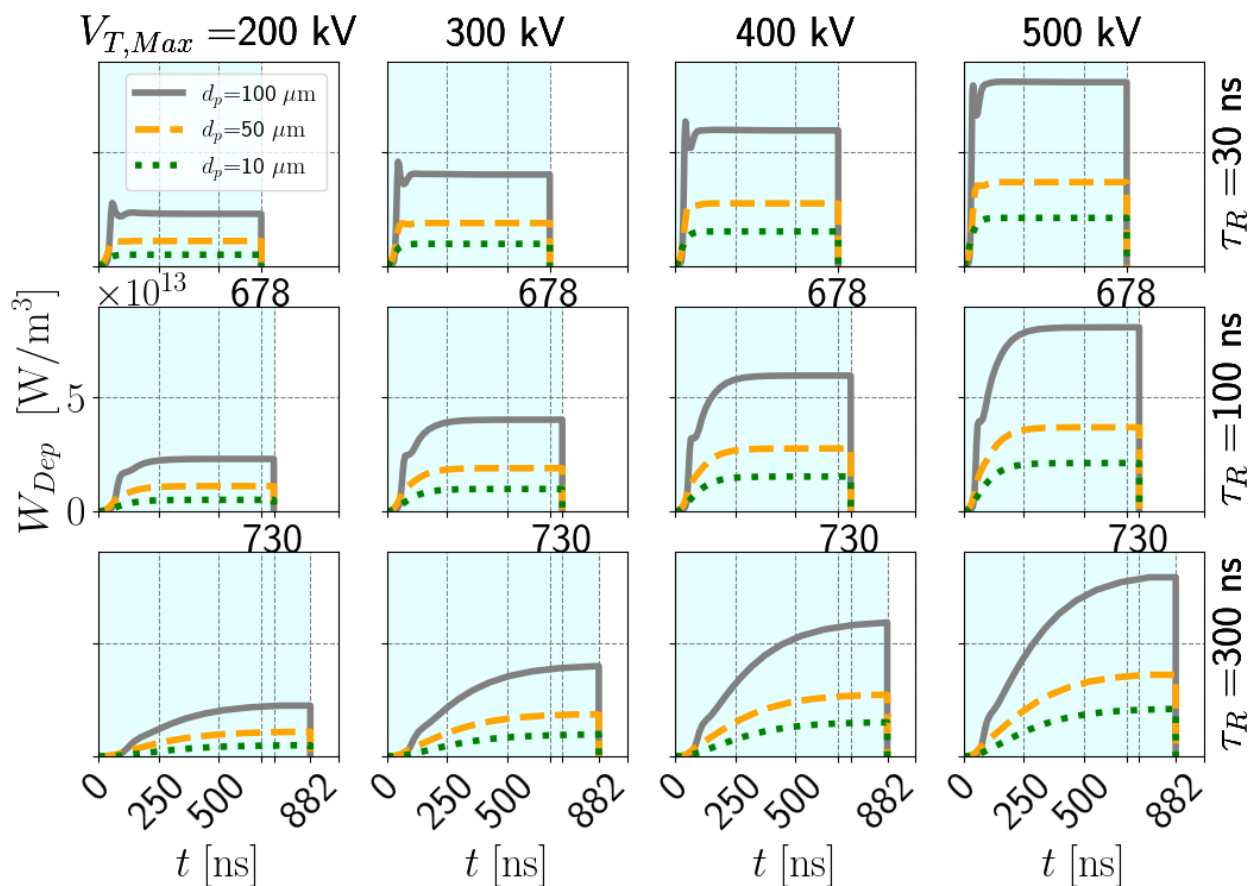 V_{T,Max} =200 kV
300 kV
400 kV
500 kV
d_p=100 μm
d_p=50 μm
d_p=10 μm
τ_R =30 ns
×10^{13}
678
678
678
678
W_{Dep} [W/m^3]
5
0
τ_R =100 ns
730
730
730
730
τ_R =300 ns
0
250
500
882
0
250
500
882
0
250
500
882
0
250
500
882
t [ns]
t [ns]
t [ns]
t [ns]